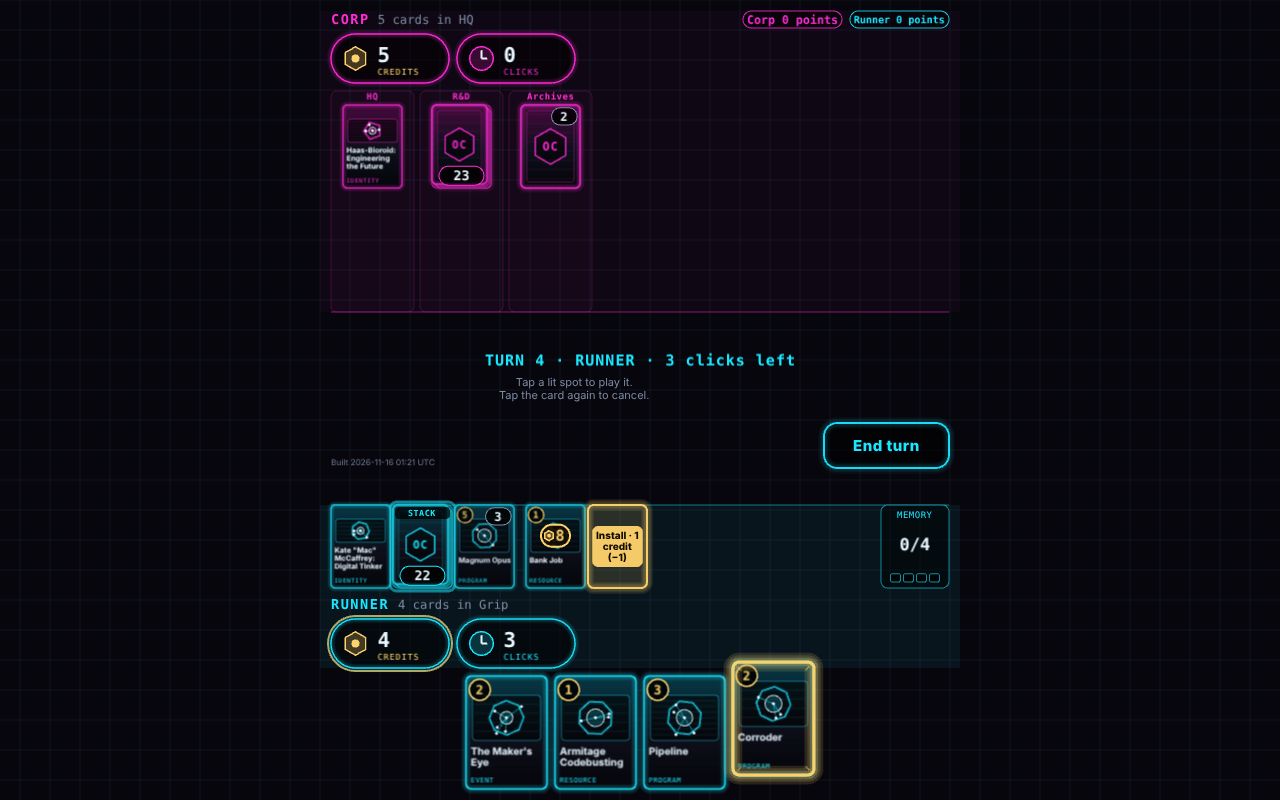 CORP 5 cards in HQ
Corp 0 points
Runner 0 points
5
CREDITS
0
CLICKS
HQ
R&D
Archives
Haas-Bioroid:
Engineering
the Future
IDENTITY
OC
23
2
OC
TURN 4 · RUNNER · 3 clicks left
Tap a lit spot to play it.
Tap the card again to cancel.
End turn
Built 2026-11-16 01:21 UTC
Kate "Mac"
McCaffrey:
Digital Tinker
IDENTITY
STACK
OC
22
5
3
Magnum Opus
PROGRAM
1
8
Bank Job
RESOURCE
Install · 1
credit
(−1)
MEMORY
0/4
RUNNER 4 cards in Grip
4
CREDITS
3
CLICKS
2
The Maker's
Eye
EVENT
1
Armitage
Codebusting
RESOURCE
3
Pipeline
PROGRAM
2
Corroder
PROGRAM